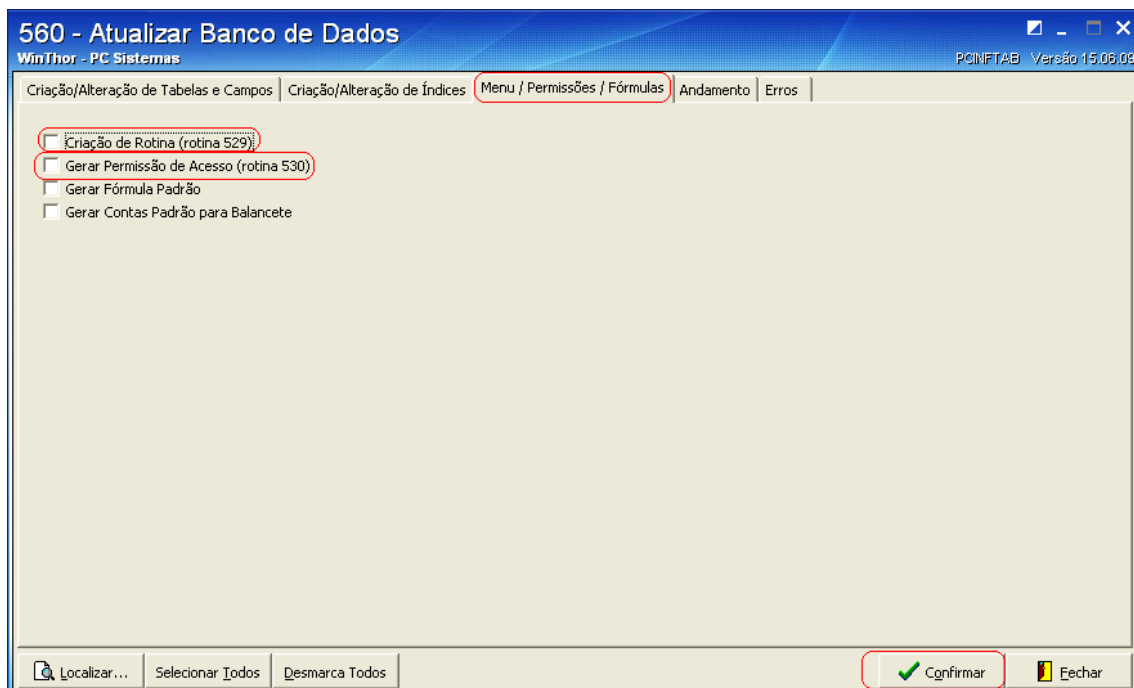 560 - Atualizar Banco de Dados
WinThor - PC Sistemas
PCINFTAB Versão 15.06.09
Criação/Alteração de Tabelas e Campos Criação/Alteração de Índices Menu / Permissões / Fórmulas Andamento Erros
Criação de Rotina (rotina 529)
Gerar Permissão de Acesso (rotina 530)
Gerar Fórmula Padrão
Gerar Contas Padrão para Balancete
Localizar... Selecionar Todos Desmarca Todos Confirmar Fechar